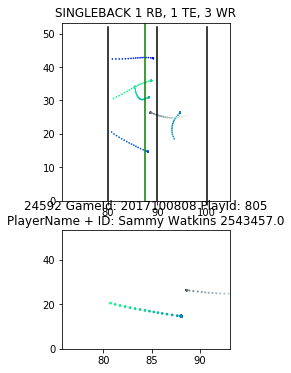 SINGLEBACK 1 RB, 1 TE, 3 WR
50
40
30
20
10
0
80 90 100
24592 GameId: 2017100808 PlayId: 805
PlayerName + ID: Sammy Watkins 2543457.0
40
20
0
80 85 90